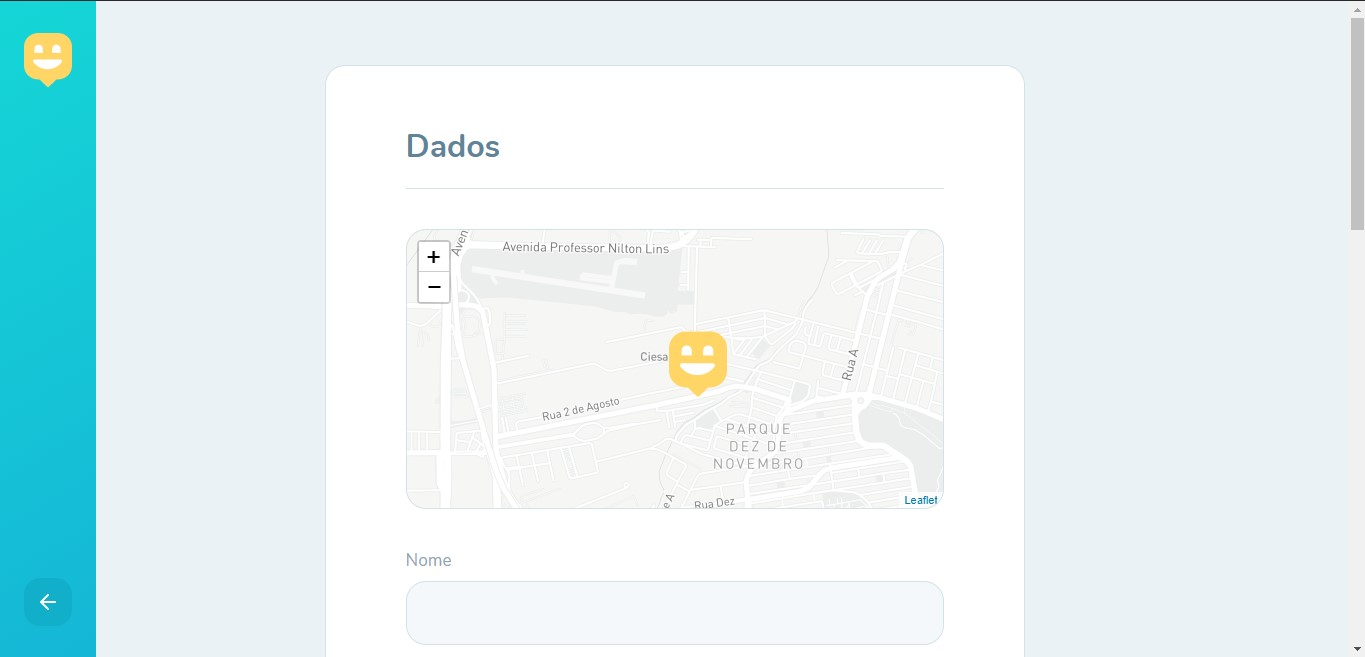 Dados
+
−
Aven
Avenida Professor Nilton Lins
Ciesa
Rua A
Rua 2 de Agosto
PARQUE
DEZ DE
NOVEMBRO
e A
Rua Dez
Leaflet
Nome